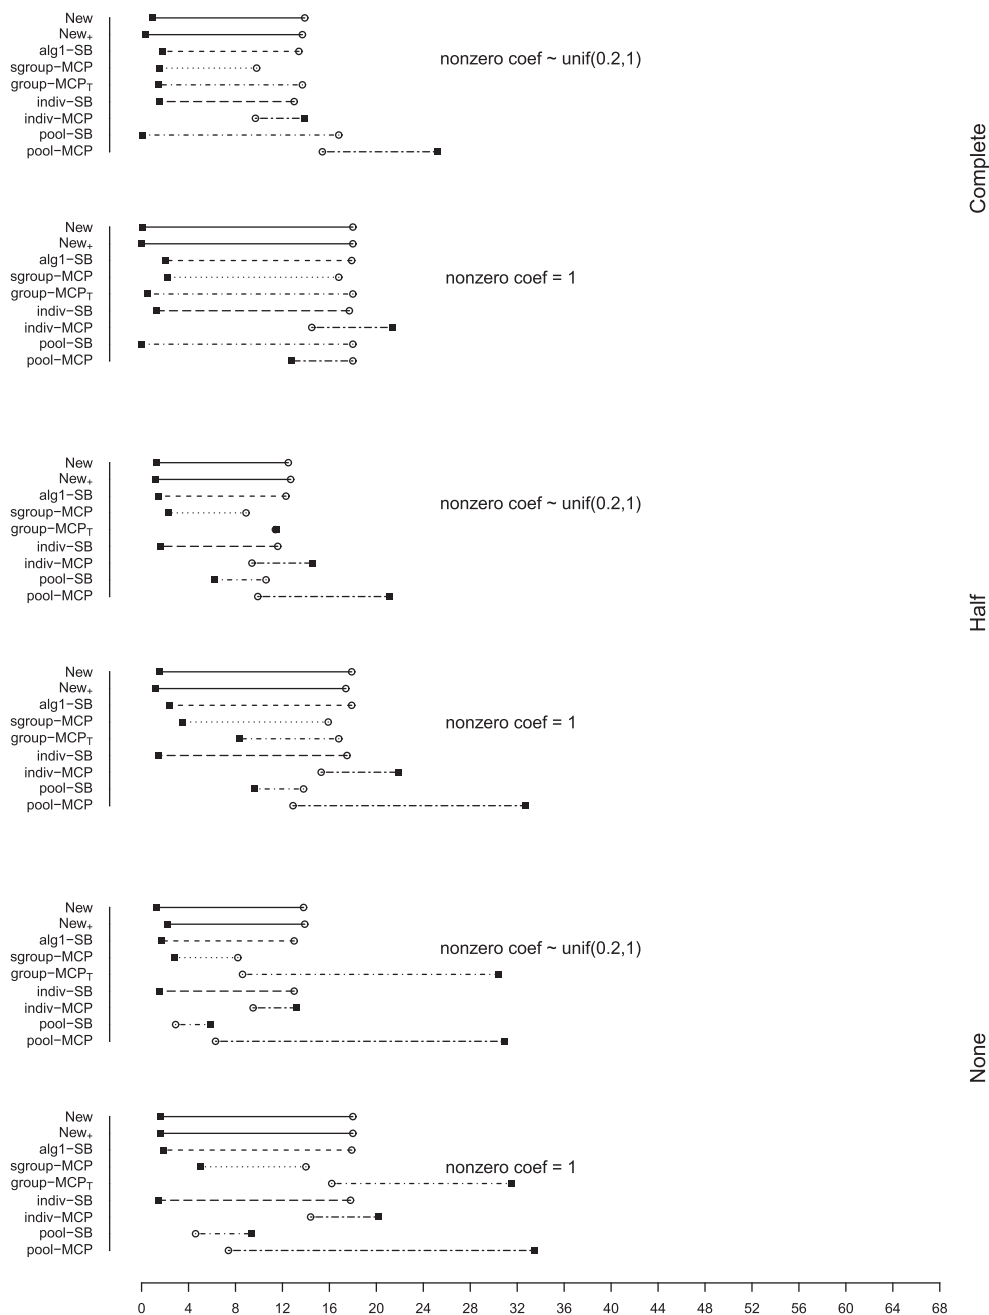 New
New+
alg1−SB
sgroup−MCP
group−MCPT
indiv−SB
indiv−MCP
pool−SB
pool−MCP
nonzero coef ~ unif(0.2,1)
Complete
New
New+
alg1−SB
sgroup−MCP
group−MCPT
indiv−SB
indiv−MCP
pool−SB
pool−MCP
nonzero coef = 1
New
New+
alg1−SB
sgroup−MCP
group−MCPT
indiv−SB
indiv−MCP
pool−SB
pool−MCP
nonzero coef ~ unif(0.2,1)
Half
New
New+
alg1−SB
sgroup−MCP
group−MCPT
indiv−SB
indiv−MCP
pool−SB
pool−MCP
nonzero coef = 1
New
New+
alg1−SB
sgroup−MCP
group−MCPT
indiv−SB
indiv−MCP
pool−SB
pool−MCP
nonzero coef ~ unif(0.2,1)
None
New
New+
alg1−SB
sgroup−MCP
group−MCPT
indiv−SB
indiv−MCP
pool−SB
pool−MCP
nonzero coef = 1
0 4 8 12 16 20 24 28 32 36 40 44 48 52 56 60 64 68